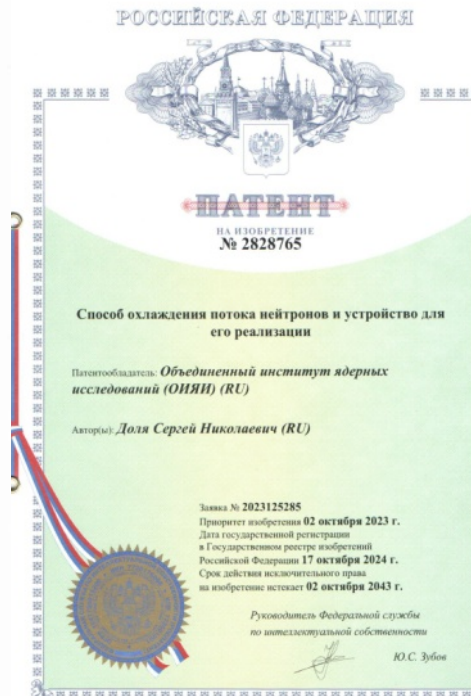 РОССИЙСКАЯ ФЕДЕРАЦИЯ
ПАТЕНТ
НА ИЗОБРЕТЕНИЕ
№ 2828765
Способ охлаждения потока нейтронов и устройство для
его реализации
Патентообладатель: Объединенный институт ядерных
исследований (ОИЯИ) (RU)
Автор(ы): Доля Сергей Николаевич (RU)
Заявка № 2023125285
Приоритет изобретения 02 октября 2023 г.
Дата государственной регистрации
в Государственном реестре изобретений
Российской Федерации 17 октября 2024 г.
Срок действия исключительного права
на изобретение истекает 02 октября 2043 г.
Руководитель Федеральной службы
по интеллектуальной собственности
Ю.С. Зубов